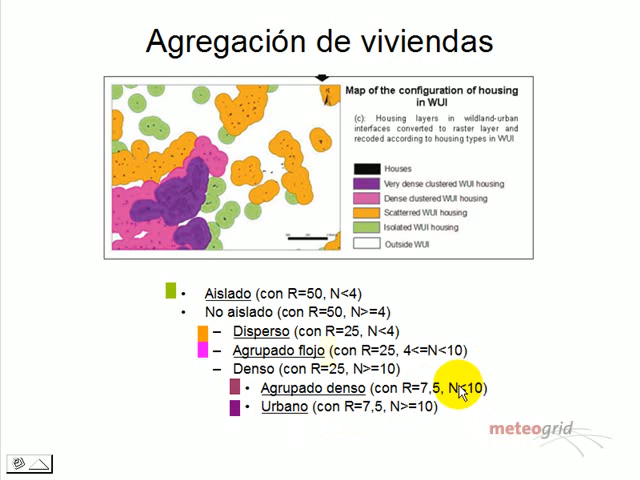 Agregación de viviendas
Map of the configuration of housing
in WUI
(c): Housing layers in wildland-urban
interfaces converted to raster layer and
recoded according to housing types in WUI
Houses
Very dense clustered WUI housing
Dense clustered WUI housing
Scatterred WUI housing
Isolated WUI housing
Outside WUI
• Aislado (con R=50, N<4)
• No aislado (con R=50, N>=4)
– Disperso (con R=25, N<4)
– Agrupado flojo (con R=25, 4<=N<10)
– Denso (con R=25, N>=10)
• Agrupado denso (con R=7,5, N<10)
• Urbano (con R=7,5, N>=10)
meteogrid